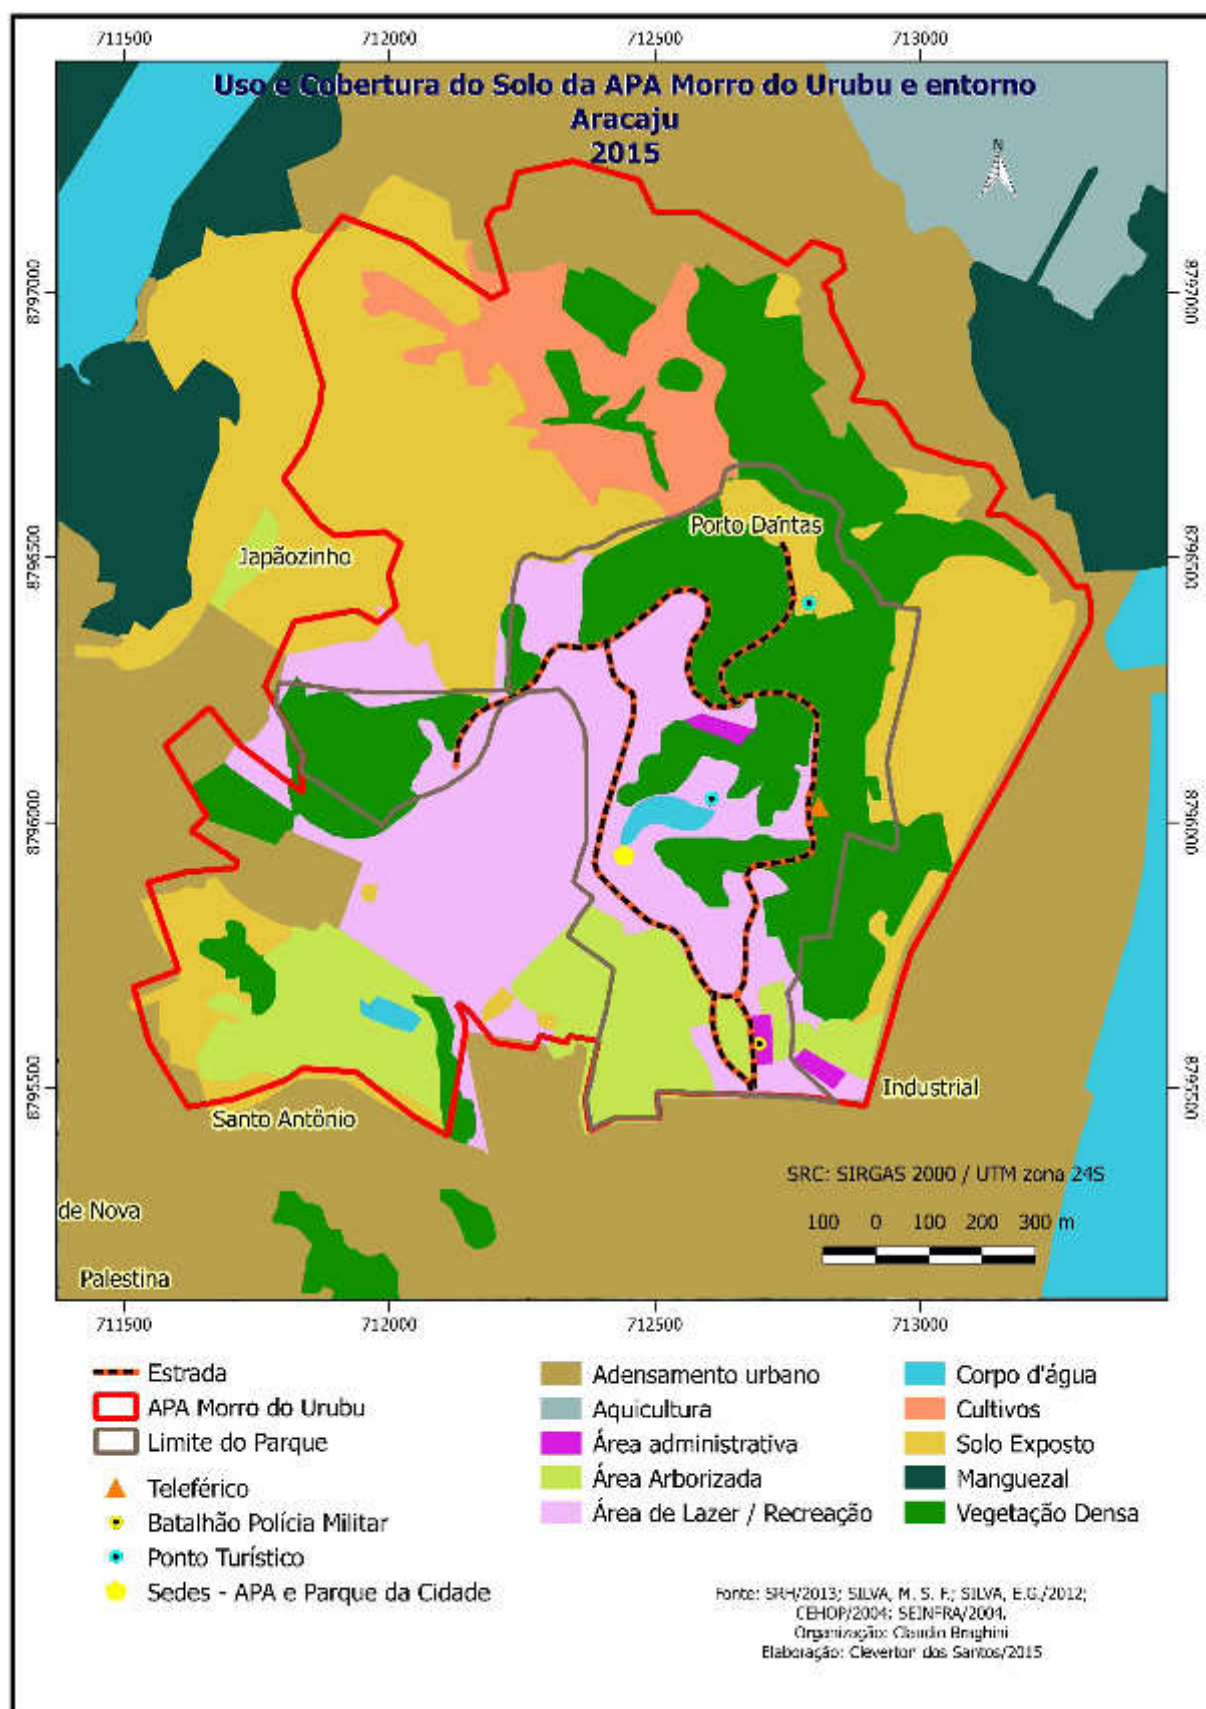 711500 712000 712500 713000
Uso e Cobertura do Solo da APA Morro do Urubu e entorno
Aracaju
2015
N
8797000 8797000
Porto Dantas
8796500 8796500
Japãozinho
8796000 8796000
8795500 8795500
Industrial
Santo Antônio
SRC: SIRGAS 2000 / UTM zona 24S
de Nova
100 0 100 200 300 m
Palestina
711500 712000 712500 713000
Estrada
APA Morro do Urubu
Limite do Parque
Teleférico
Batalhão Polícia Militar
Ponto Turístico
Sedes - APA e Parque da Cidade
Adensamento urbano
Aquicultura
Área administrativa
Área Arborizada
Área de Lazer / Recreação
Corpo d'água
Cultivos
Solo Exposto
Manguezal
Vegetação Densa
Fonte: SRH/2013; SILVA, M. S. F.; SILVA, E.G./2012;
CEHOP/2004; SEINFRA/2004.
Organização: Claudio Braghini
Elaboração: Cleverton dos Santos/2015